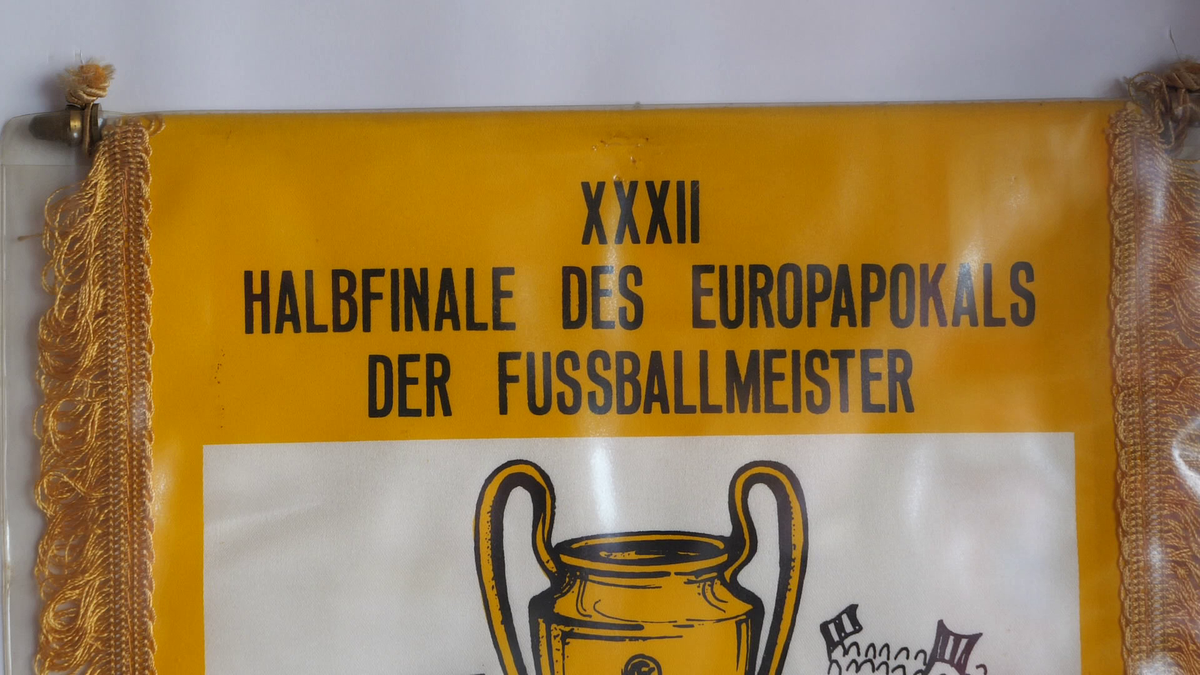 XXXII
HALBFINALE DES EUROPAPOKALS
DER FUSSBALLMEISTER